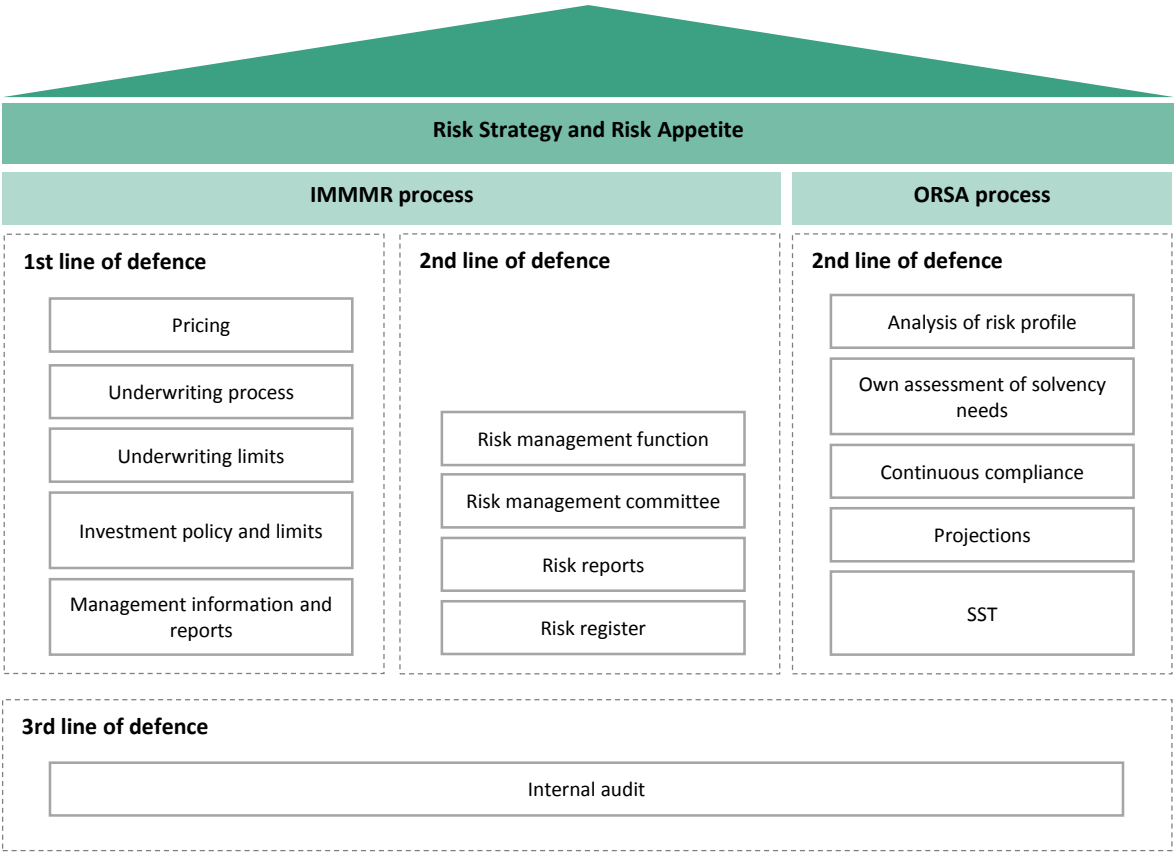 Risk Strategy and Risk Appetite
IMMMR process
ORSA process
1st line of defence
Pricing
Underwriting process
Underwriting limits
Investment policy and limits
Management information and
reports
2nd line of defence
Risk management function
Risk management committee
Risk reports
Risk register
2nd line of defence
Analysis of risk profile
Own assessment of solvency
needs
Continuous compliance
Projections
SST
3rd line of defence
Internal audit